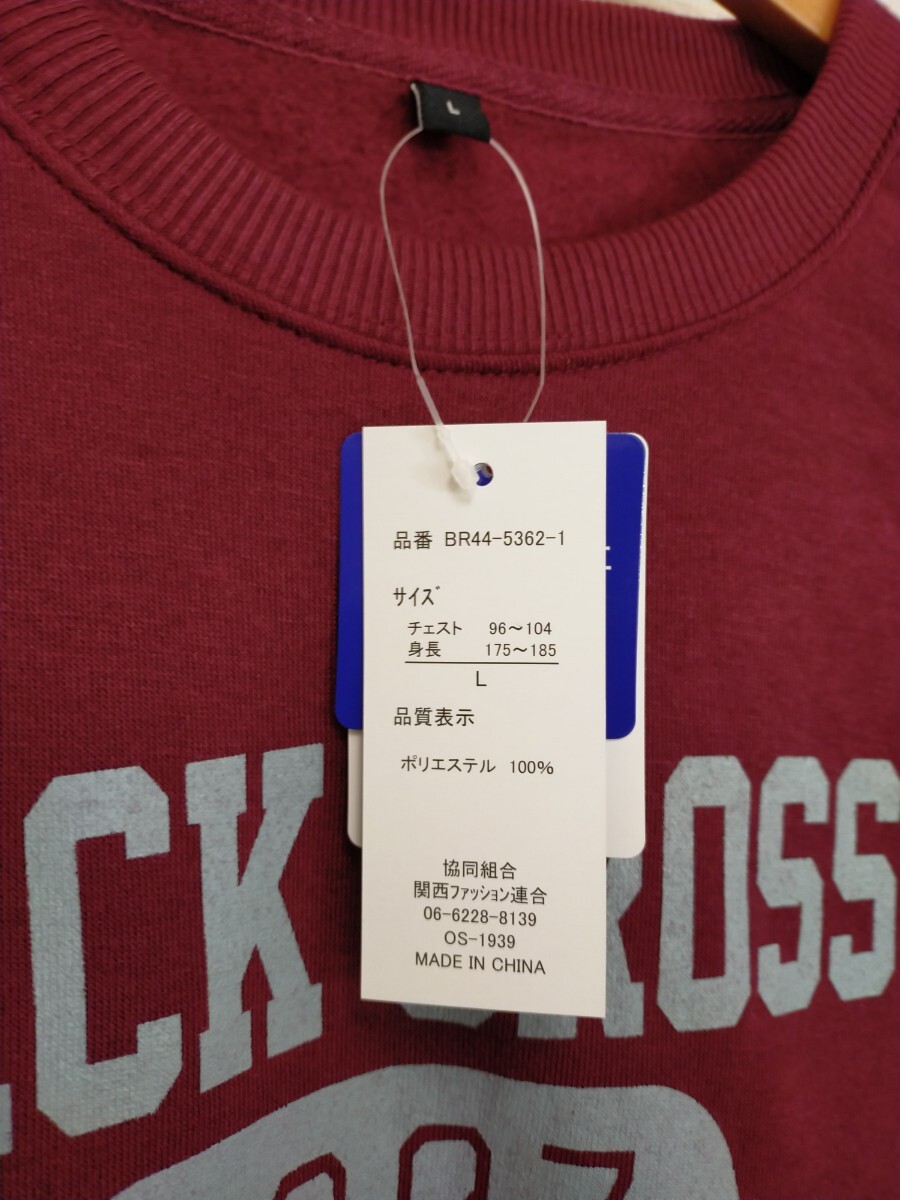 L
品番 BR44-5362-1
サイズ
チェスト 96～104
身長 175～185
L
品質表示
ポリエステル 100%
協同組合
関西ファッション連合
06-6228-8139
OS-1939
MADE IN CHINA
CK ROSS